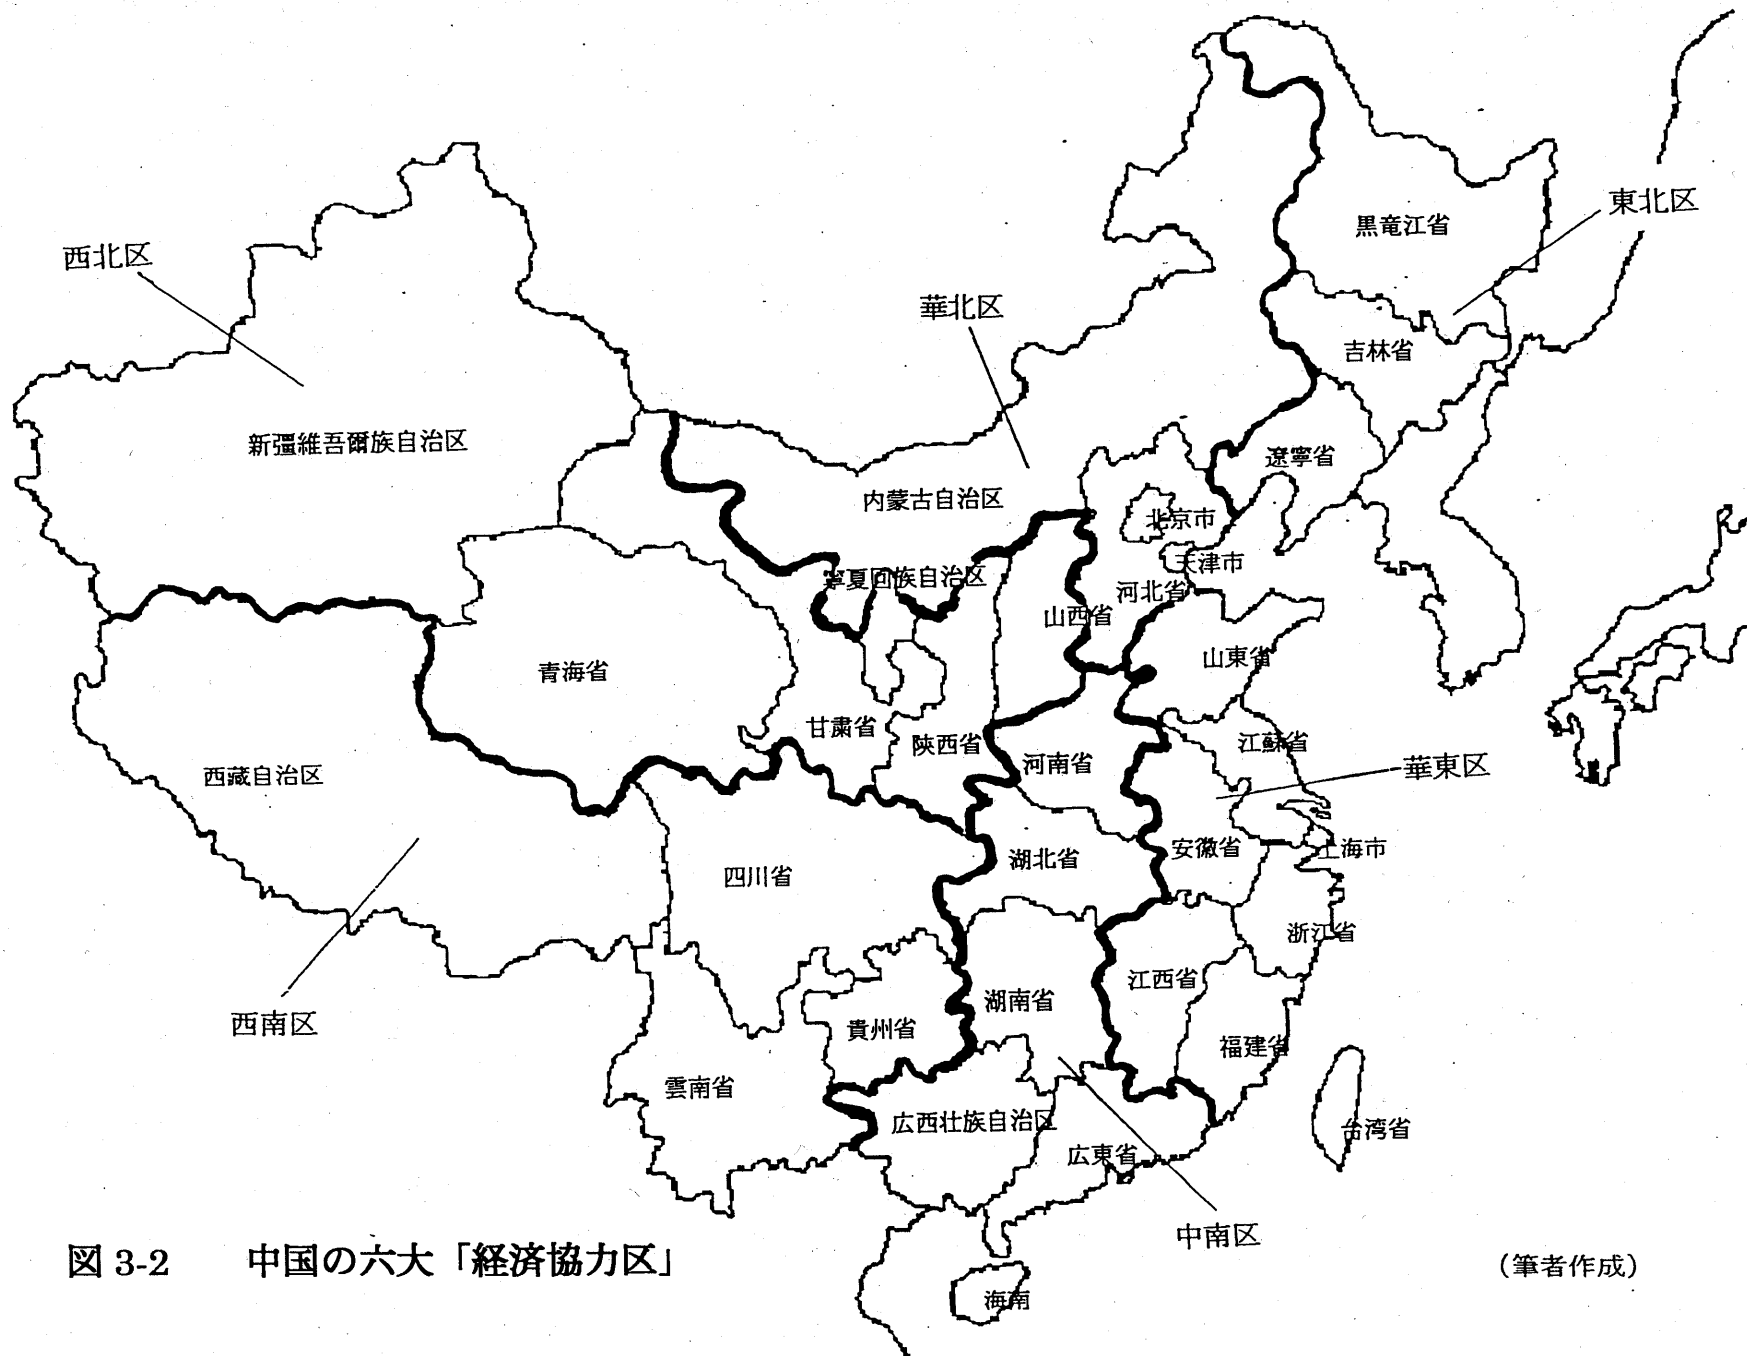 東北区
黒竜江省
西北区
華北区
吉林省
新彊維吾爾族自治区
遼寧省
内蒙古自治区
北京市
天津市
寧夏回族自治区
河北省
山西省
山東省
青海省
甘粛省
陝西省
江蘇省
河南省
華東区
西藏自治区
安徽省
上海市
湖北省
四川省
浙江省
江西省
湖南省
西南区
貴州省
福建省
雲南省
広西壮族自治区
台湾省
広東省
中南区
図 3-2 中国の六大「経済協力区」
(筆者作成)
海南